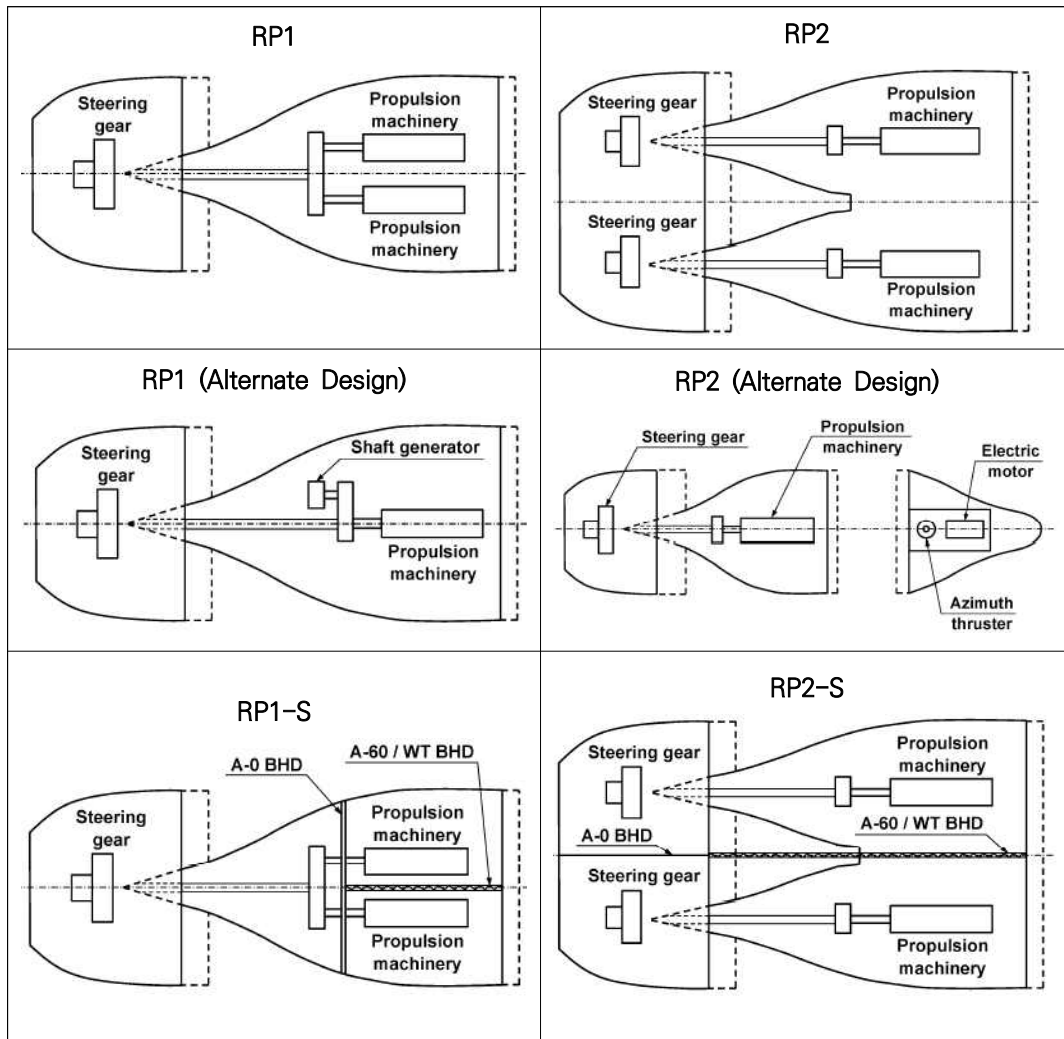 RP1
Steering
gear
Propulsion
machinery
Propulsion
machinery
RP2
Steering gear
Propulsion
machinery
Steering gear
Propulsion
machinery
RP1 (Alternate Design)
Steering
gear
Shaft generator
Propulsion
machinery
RP2 (Alternate Design)
Steering gear
Propulsion
machinery
Electric
motor
Azimuth
thruster
RP1-S
A-0 BHD
A-60 / WT BHD
Steering
gear
Propulsion
machinery
Propulsion
machinery
RP2-S
Steering gear
Propulsion
machinery
A-0 BHD
A-60 / WT BHD
Steering gear
Propulsion
machinery